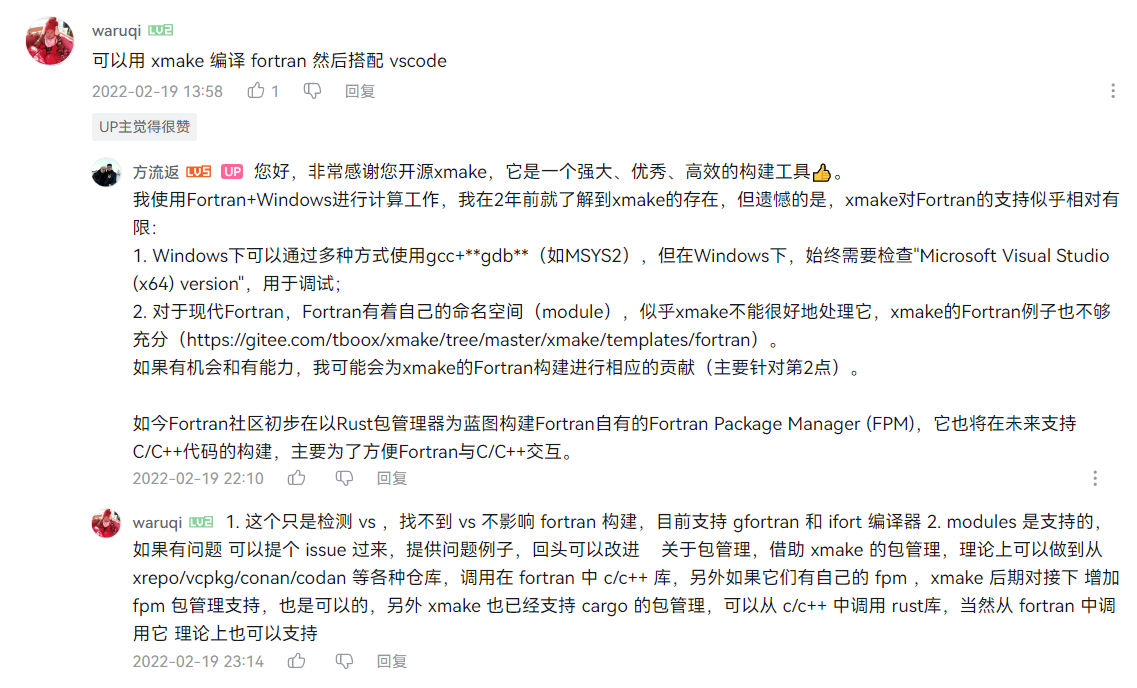 waruqi LV2
可以用 xmake 编译 fortran 然后搭配 vscode
2022-02-19 13:58 1 回复
UP主觉得很赞
方流返 LV5 UP 您好，非常感谢您开源xmake，它是一个强大、优秀、高效的构建工具👍。
我使用Fortran+Windows进行计算工作，我在2年前就了解到xmake的存在，但遗憾的是，xmake对Fortran的支持似乎相对有
限：
1. Windows下可以通过多种方式使用gcc+**gdb**（如MSYS2），但在Windows下，始终需要检查"Microsoft Visual Studio
(x64) version"，用于调试；
2. 对于现代Fortran，Fortran有着自己的命名空间（module），似乎xmake不能很好地处理它，xmake的Fortran例子也不够
充分（https://gitee.com/tboox/xmake/tree/master/xmake/templates/fortran）。
如果有机会和有能力，我可能会为xmake的Fortran构建进行相应的贡献（主要针对第2点）。
如今Fortran社区初步在以Rust包管理器为蓝图构建Fortran自有的Fortran Package Manager (FPM)，它也将在未来支持
C/C++代码的构建，主要为了方便Fortran与C/C++交互。
2022-02-19 22:10 回复
waruqi LV2 1. 这个只是检测 vs ，找不到 vs 不影响 fortran 构建，目前支持 gfortran 和 ifort 编译器 2. modules 是支持的，
如果有问题 可以提个 issue 过来，提供问题例子，回头可以改进 关于包管理，借助 xmake 的包管理，理论上可以做到从
xrepo/vcpkg/conan/codan 等各种仓库，调用在 fortran 中 c/c++ 库，另外如果它们有自己的 fpm ，xmake 后期对接下 增加
fpm 包管理支持，也是可以的，另外 xmake 也已经支持 cargo 的包管理，可以从 c/c++ 中调用 rust库，当然从 fortran 中调
用它 理论上也可以支持
2022-02-19 23:14 回复